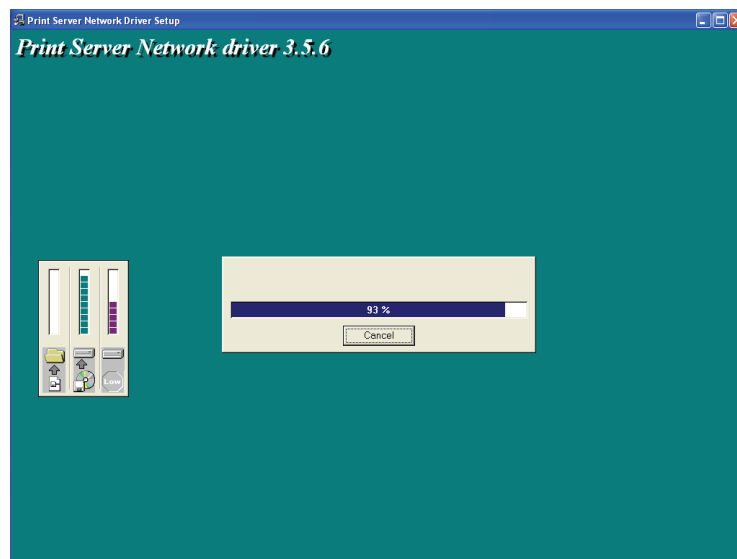 Print Server Network Driver Setup
Print Server Network driver 3.5.6
93 %
Cancel
Low